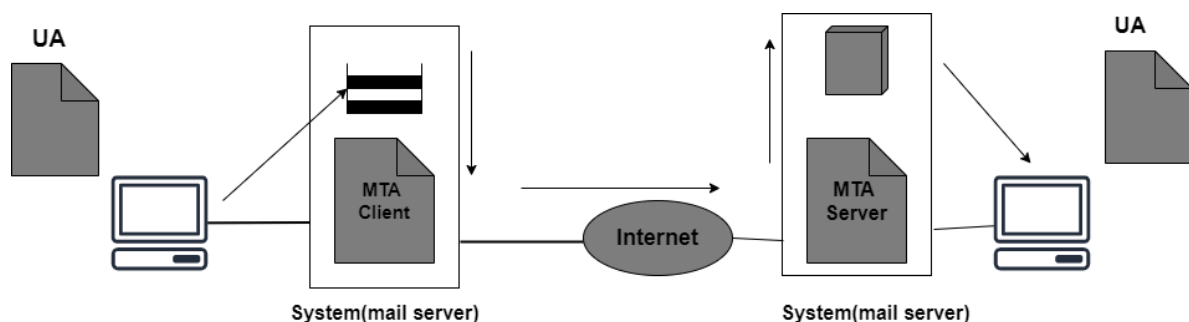 UA
MTA
Client
System(mail server)
Internet
MTA
Server
System(mail server)
UA